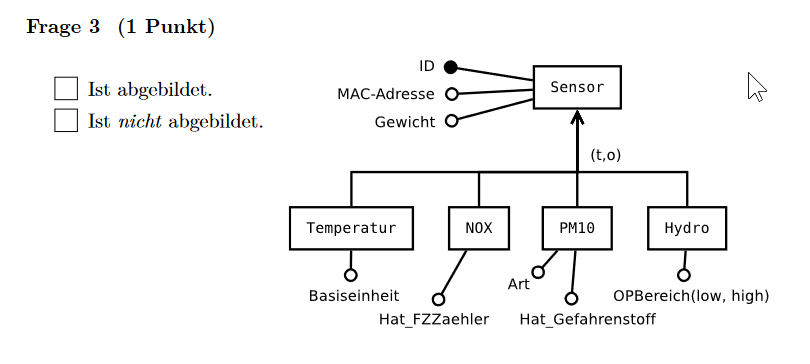 Frage 3 (1 Punkt)
Ist abgebildet.
Ist nicht abgebildet.
ID
MAC-Adresse
Gewicht
Sensor
(t,o)
Temperatur
NOX
PM10
Hydro
Basiseinheit
Hat_FZZaehler
Art
Hat_Gefahrenstoff
OPBereich(low, high)